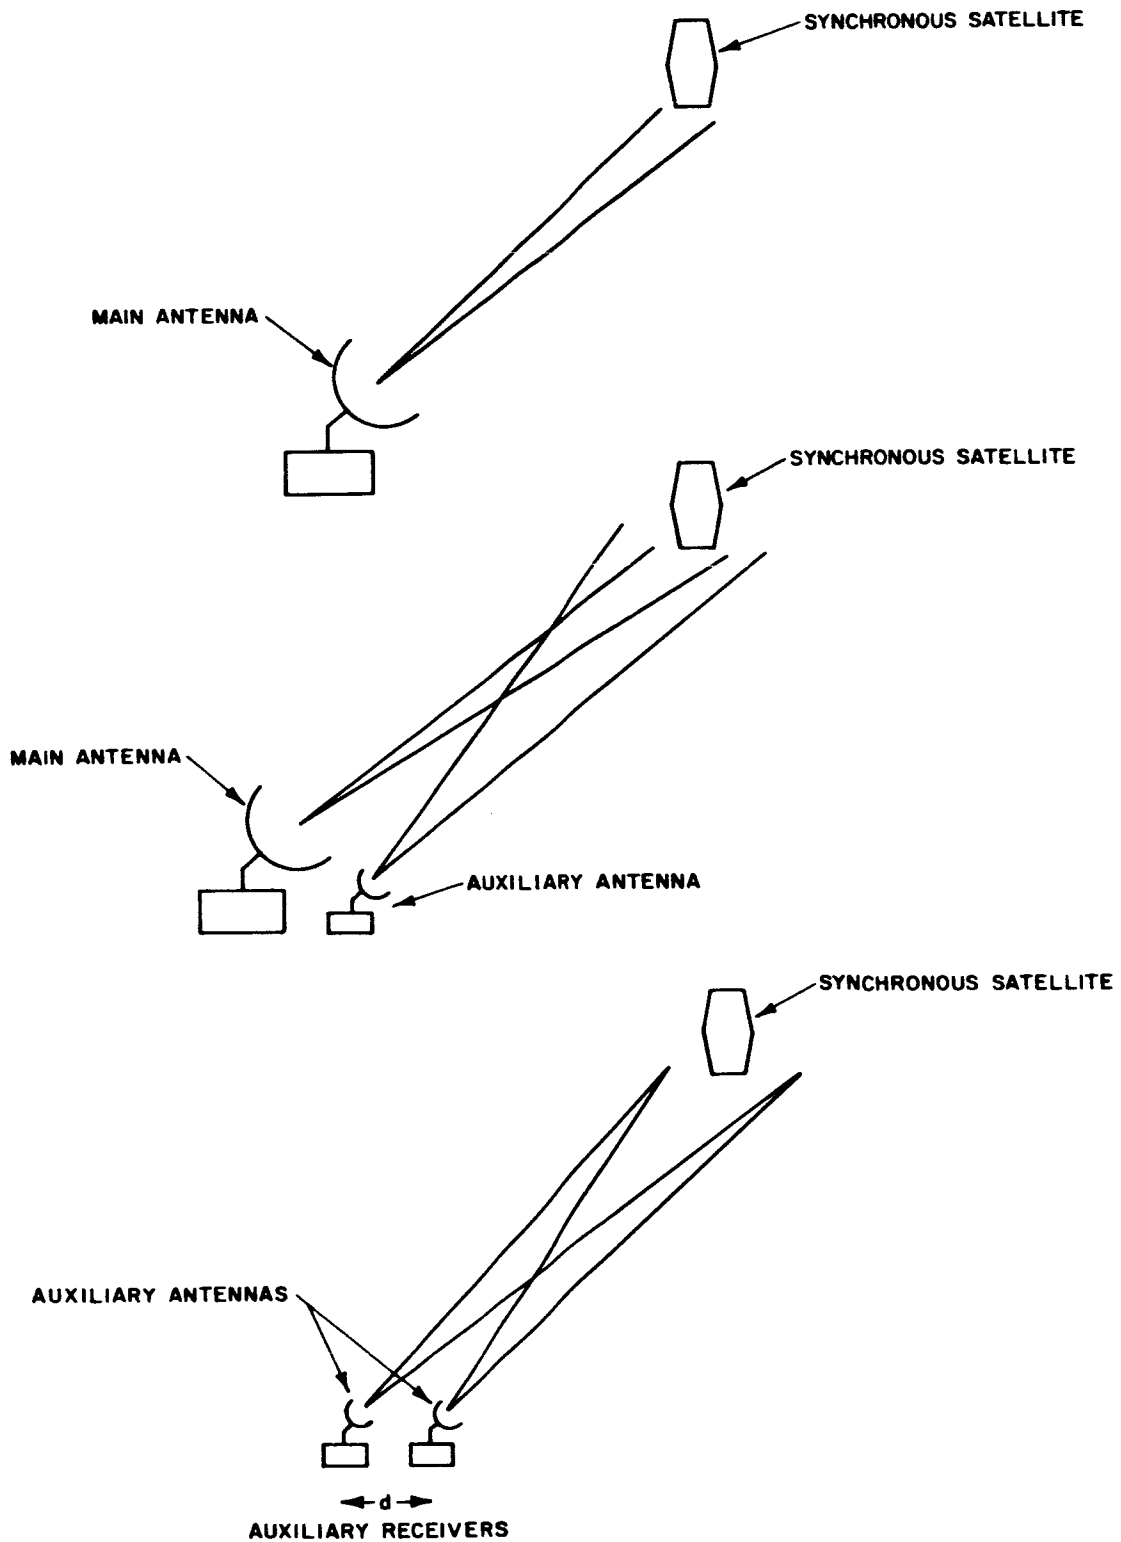 SYNCHRONOUS SATELLITE
MAIN ANTENNA
SYNCHRONOUS SATELLITE
MAIN ANTENNA
AUXILIARY ANTENNA
SYNCHRONOUS SATELLITE
AUXILIARY ANTENNAS
d
AUXILIARY RECEIVERS